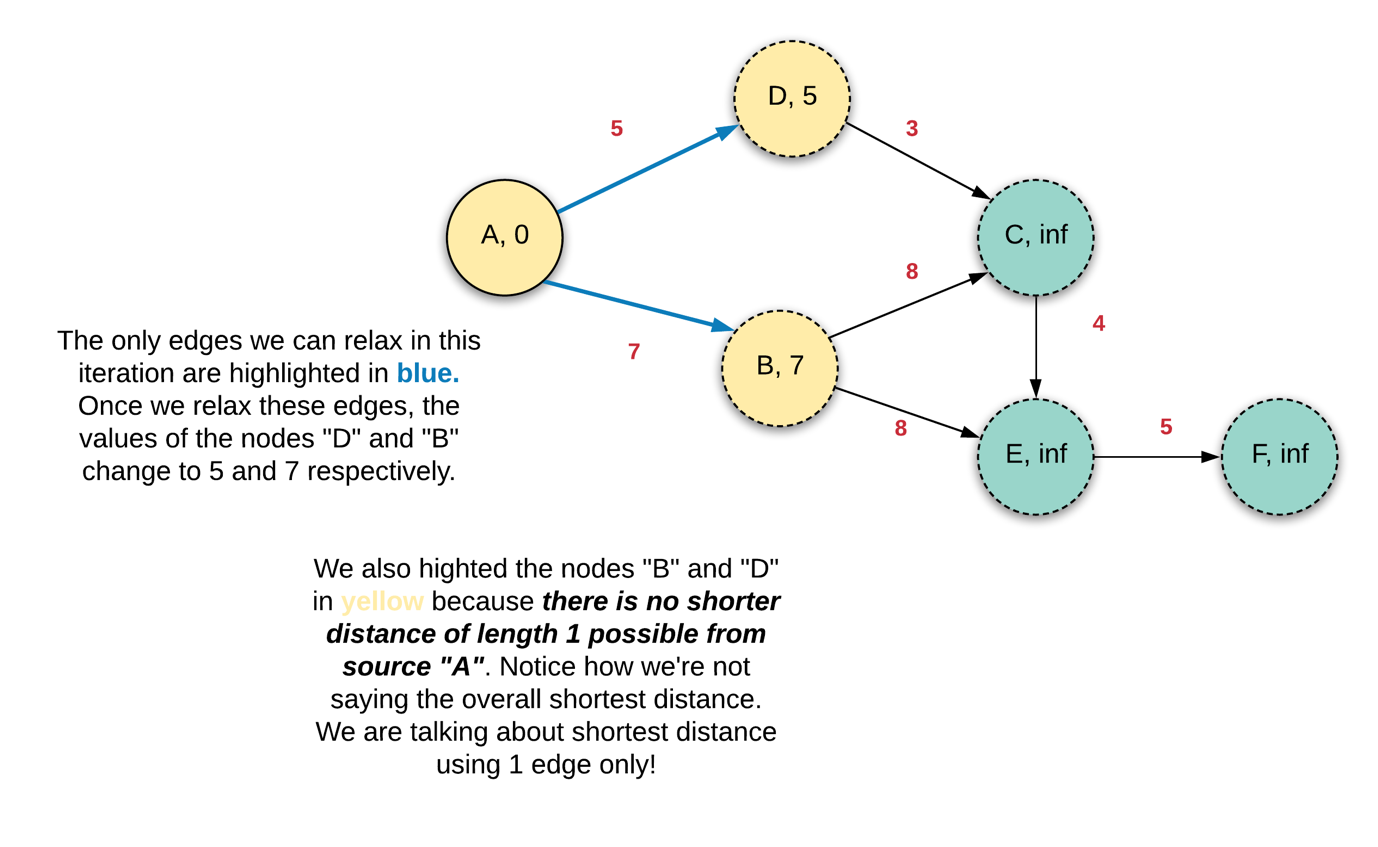 D, 5
5
3
A, 0
C, inf
8
4
7
B, 7
8
5
E, inf
F, inf
The only edges we can relax in this
iteration are highlighted in blue.
Once we relax these edges, the
values of the nodes "D" and "B"
change to 5 and 7 respectively.
We also highted the nodes "B" and "D"
in yellow because there is no shorter
distance of length 1 possible from
source "A". Notice how we're not
saying the overall shortest distance.
We are talking about shortest distance
using 1 edge only!